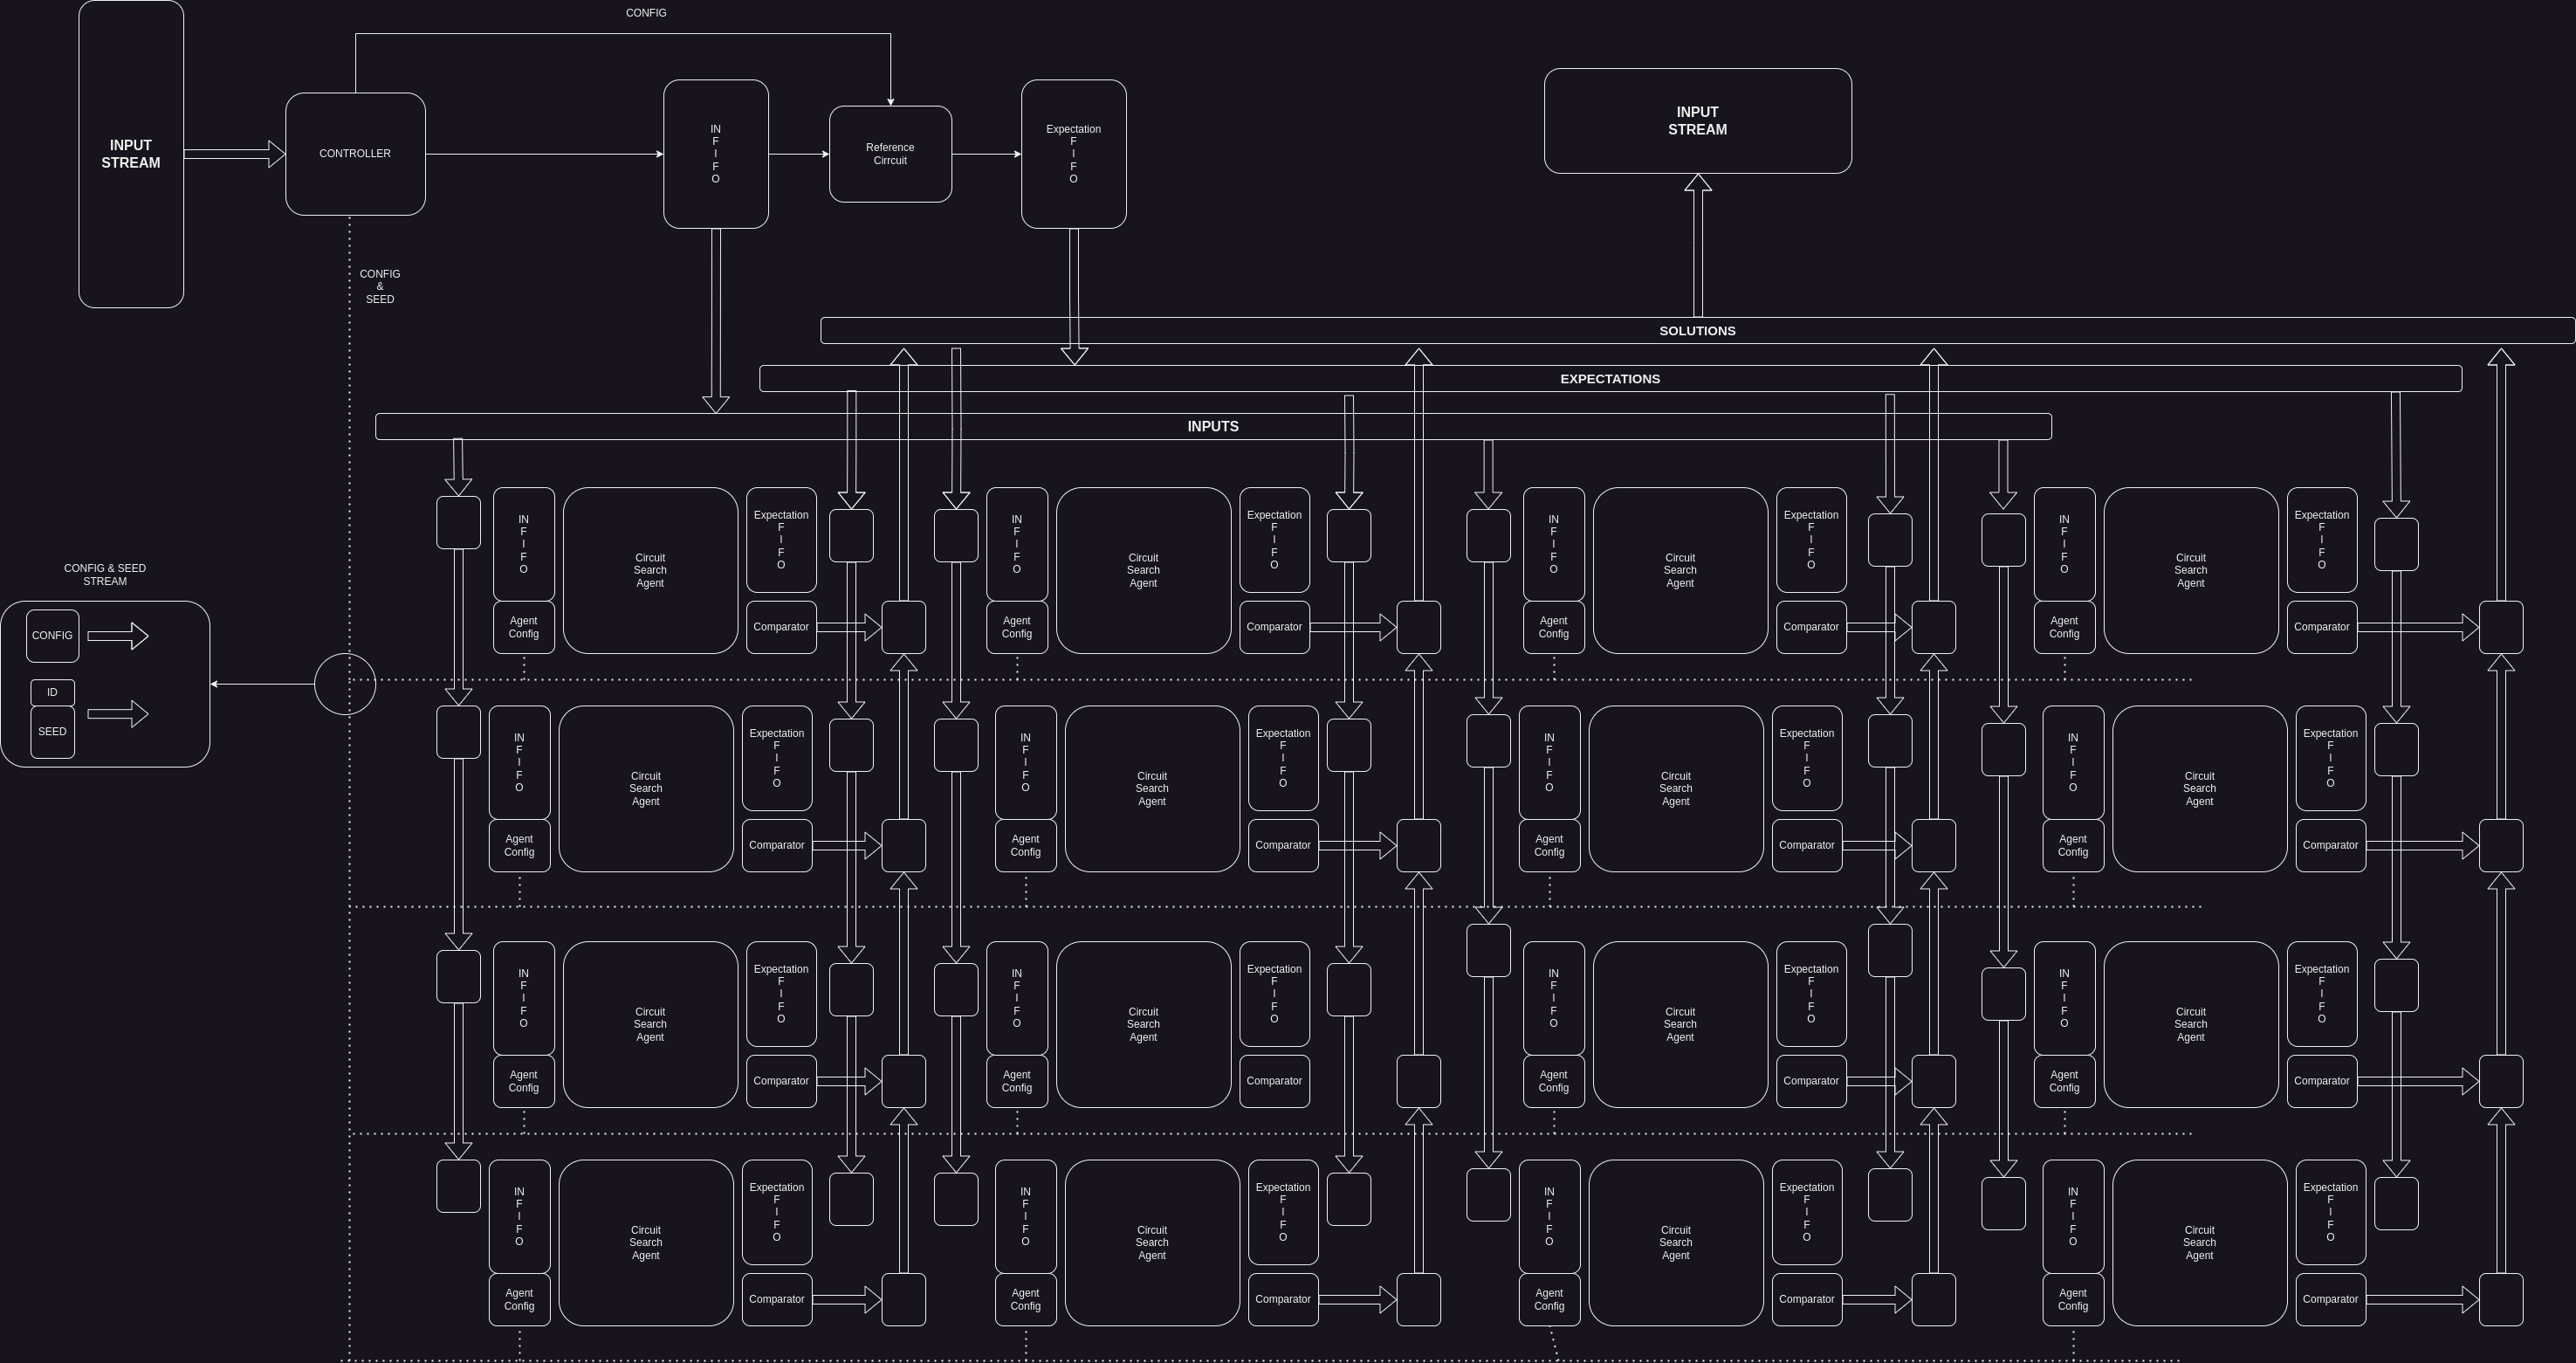 CONFIG
INPUT
STREAM
CONTROLLER
IN
F
I
F
O
Reference
Cirrcuit
Expectation
F
I
F
O
INPUT
STREAM
CONFIG
&
SEED
SOLUTIONS
EXPECTATIONS
INPUTS
IN
F
I
F
O
Agent
Config
Circuit
Search
Agent
Expectation
F
I
F
O
Comparator
IN
F
I
F
O
Agent
Config
Circuit
Search
Agent
Expectation
F
I
F
O
Comparator
IN
F
I
F
O
Agent
Config
Circuit
Search
Agent
Expectation
F
I
F
O
Comparator
IN
F
I
F
O
Agent
Config
Circuit
Search
Agent
Expectation
F
I
F
O
Comparator
CONFIG & SEED
STREAM
CONFIG
ID
SEED
IN
F
I
F
O
Agent
Config
Circuit
Search
Agent
Expectation
F
I
F
O
Comparator
IN
F
I
F
O
Agent
Config
Circuit
Search
Agent
Expectation
F
I
F
O
Comparator
IN
F
I
F
O
Agent
Config
Circuit
Search
Agent
Expectation
F
I
F
O
Comparator
IN
F
I
F
O
Agent
Config
Circuit
Search
Agent
Expectation
F
I
F
O
Comparator
IN
F
I
F
O
Agent
Config
Circuit
Search
Agent
Expectation
F
I
F
O
Comparator
IN
F
I
F
O
Agent
Config
Circuit
Search
Agent
Expectation
F
I
F
O
Comparator
IN
F
I
F
O
Agent
Config
Circuit
Search
Agent
Expectation
F
I
F
O
Comparator
IN
F
I
F
O
Agent
Config
Circuit
Search
Agent
Expectation
F
I
F
O
Comparator
IN
F
I
F
O
Agent
Config
Circuit
Search
Agent
Expectation
F
I
F
O
Comparator
IN
F
I
F
O
Agent
Config
Circuit
Search
Agent
Expectation
F
I
F
O
Comparator
IN
F
I
F
O
Agent
Config
Circuit
Search
Agent
Expectation
F
I
F
O
Comparator
IN
F
I
F
O
Agent
Config
Circuit
Search
Agent
Expectation
F
I
F
O
Comparator